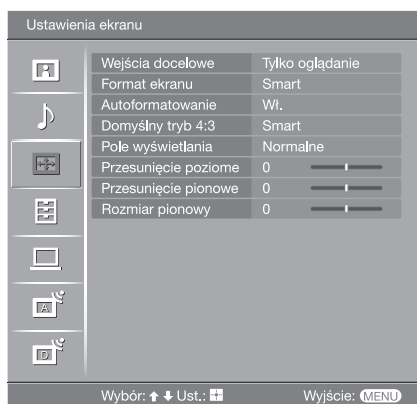 Ustawienia ekranu
Wejścia docelowe Tylko oglądanie
Format ekranu Smart
Autoformatowanie Wł.
Domyślny tryb 4:3 Smart
Pole wyświetlania Normalne
Przesunięcie poziome 0
Przesunięcie pionowe 0
Rozmiar pionowy 0
A
D
Wybór: Ust.: Wyjście: MENU